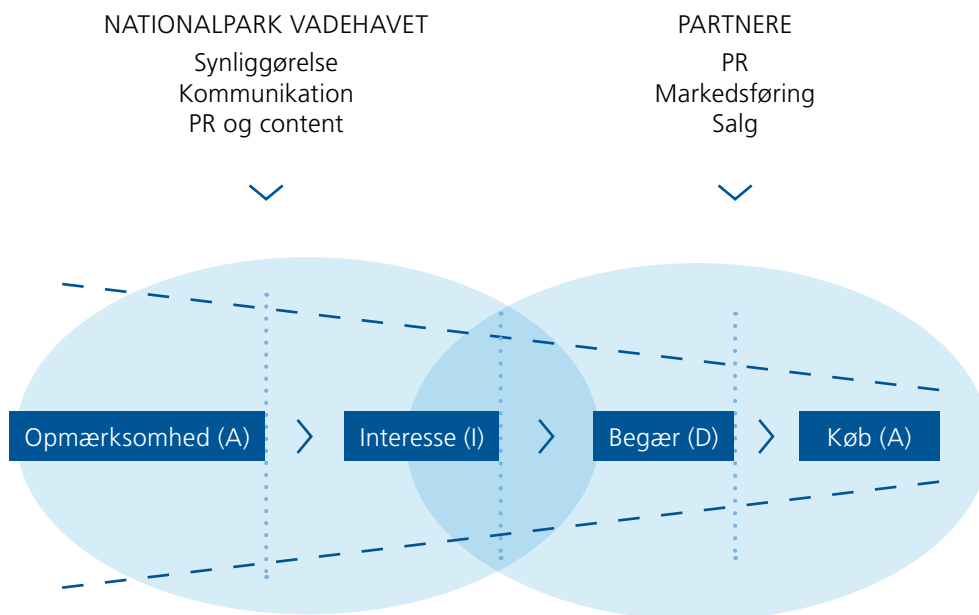 NATIONALPARK VADEHAVET
Synliggørelse
Kommunikation
PR og content
PARTNERE
PR
Markedsføring
Salg
Opmærksomhed (A)
Interesse (I)
Begær (D)
Køb (A)